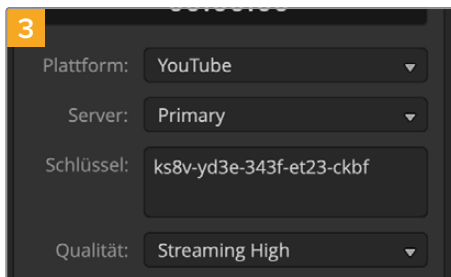 3
Plattform: YouTube
Server: Primary
Schlüssel: ks8v-yd3e-343f-et23-ckbf
Qualität: Streaming High